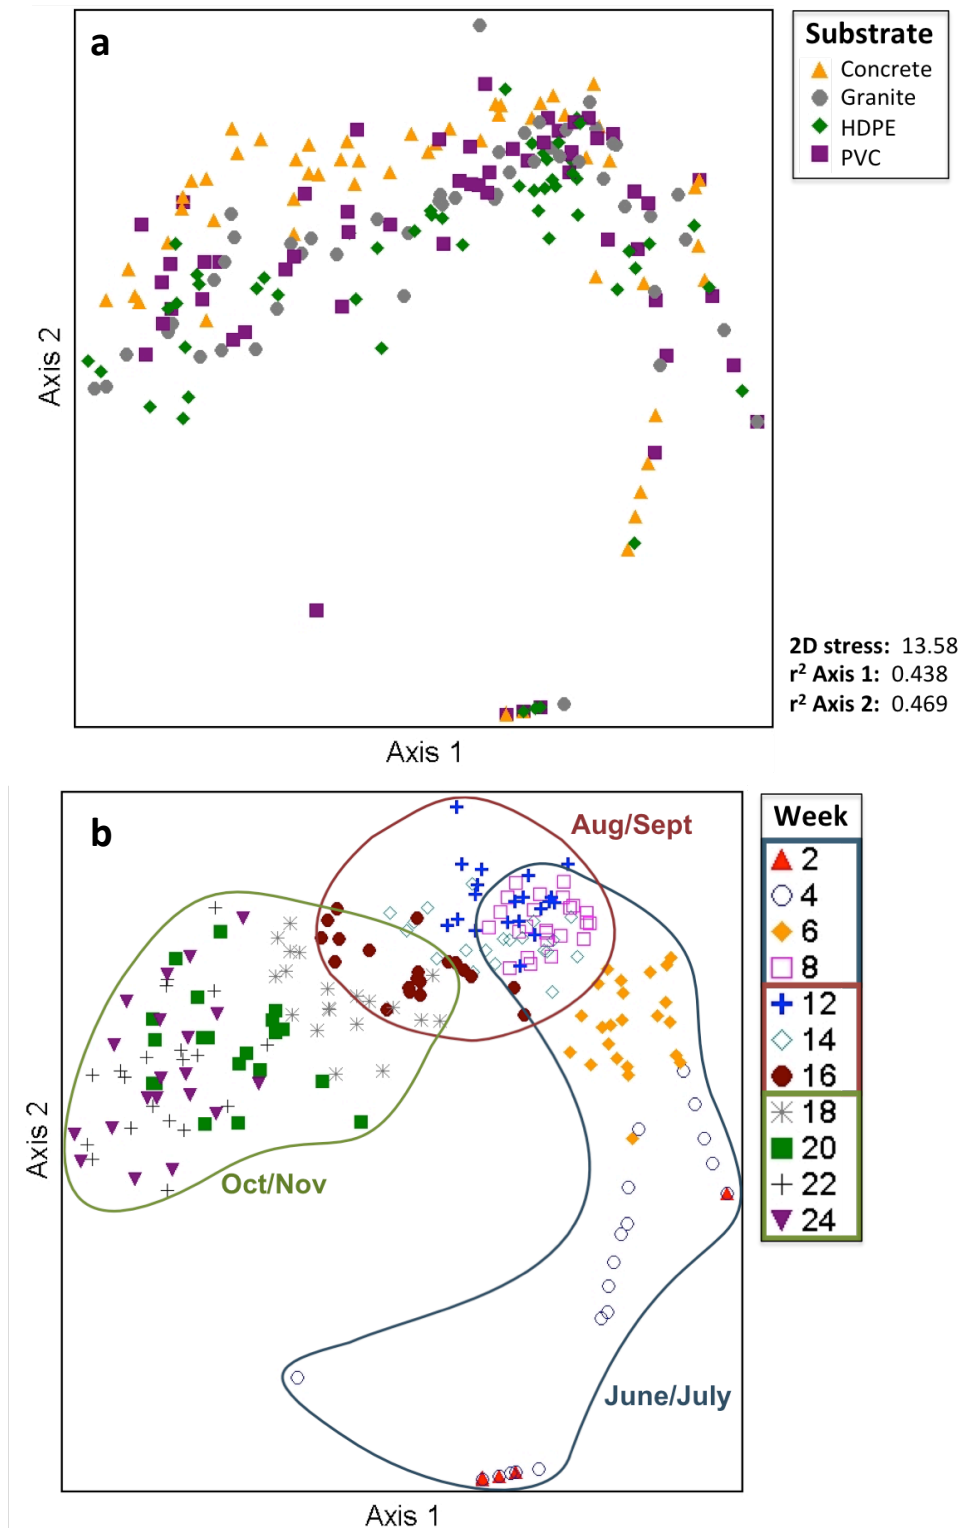 a
Substrate
Concrete
Granite
HDPE
PVC
Axis 2
2D stress: 13.58
r² Axis 1: 0.438
r² Axis 2: 0.469
Axis 1
b
Aug/Sept
Week
2
4
6
8
12
14
16
18
20
22
24
Axis 2
Oct/Nov
June/July
Axis 1